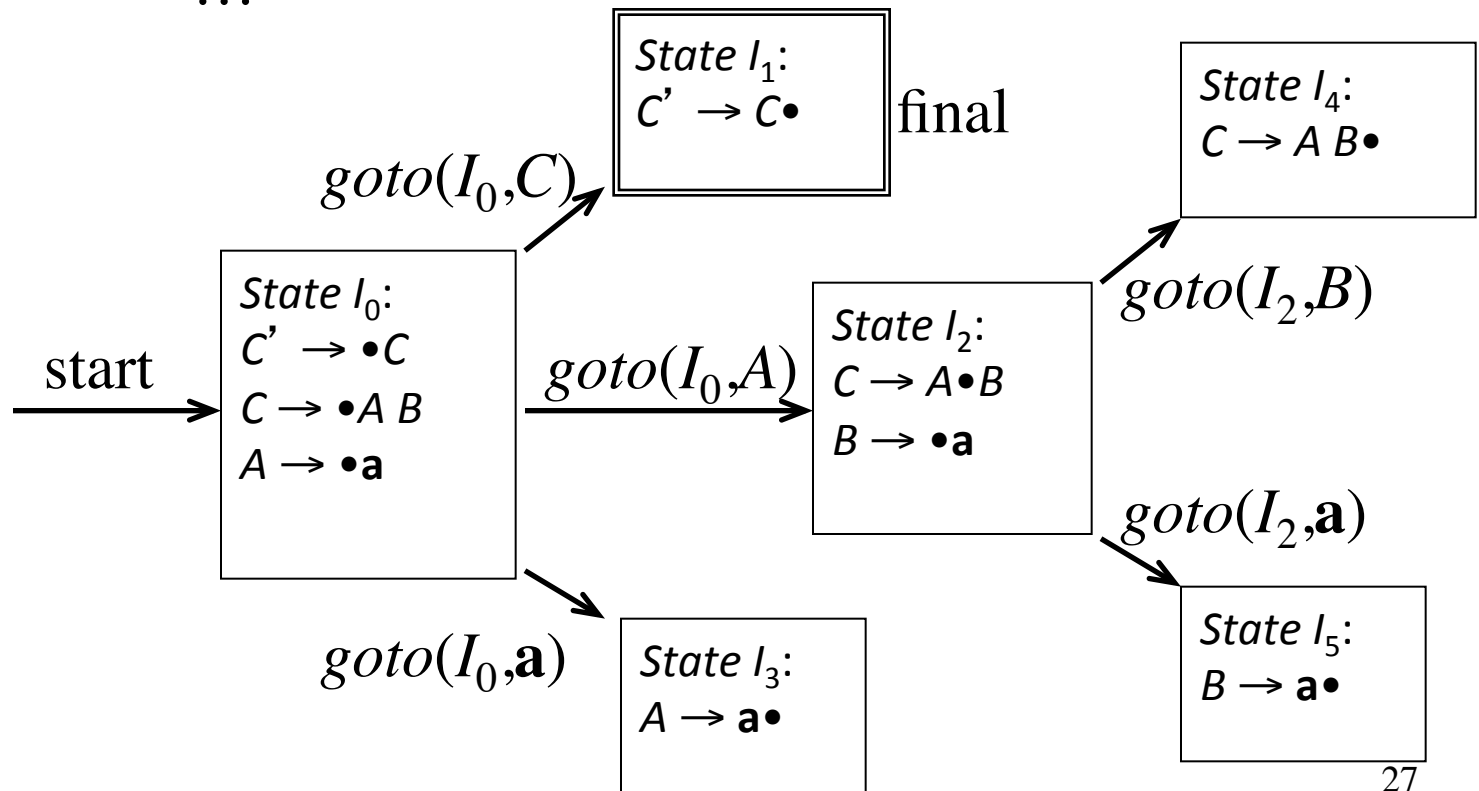 ...
State I₁:
C’ → C•
final
State I₄:
C → A B•
goto(I₀,C)
State I₀:
C’ → •C
C → •A B
A → •a
start
goto(I₀,A)
State I₂:
C → A•B
B → •a
goto(I₂,B)
goto(I₂,a)
goto(I₀,a)
State I₃:
A → a•
State I₅:
B → a•
27